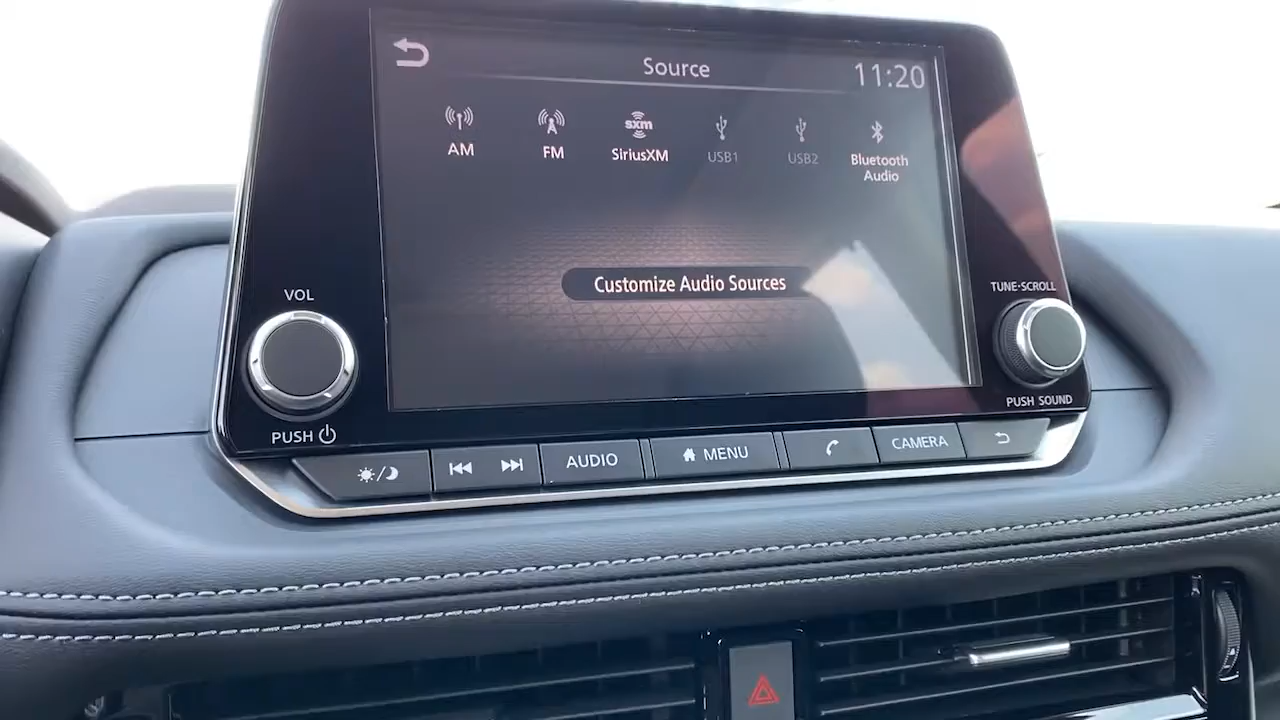 Source
11:20
AM
FM
sxm
SiriusXM
USB1
USB2
Bluetooth
Audio
Customize Audio Sources
VOL
TUNE·SCROLL
PUSH
PUSH SOUND
AUDIO
MENU
CAMERA